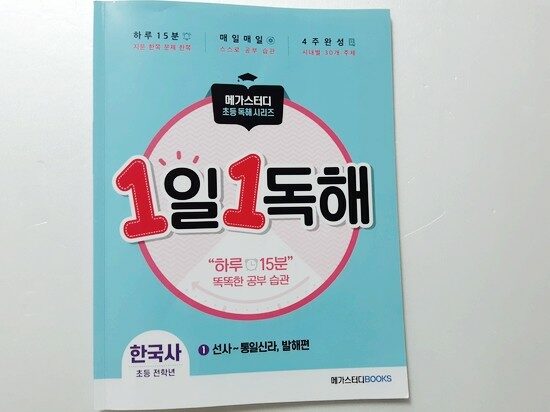 하루 15분
지문 한쪽 문제 한쪽
매일매일
스스로 공부 습관
4주 완성
시대별 30개 주제
메가스터디
초등 독해 시리즈
1일 1독해
"하루 15분"
똑똑한 공부 습관
한국사
초등 전학년
1 선사~통일신라, 발해편
메가스터디BOOKS